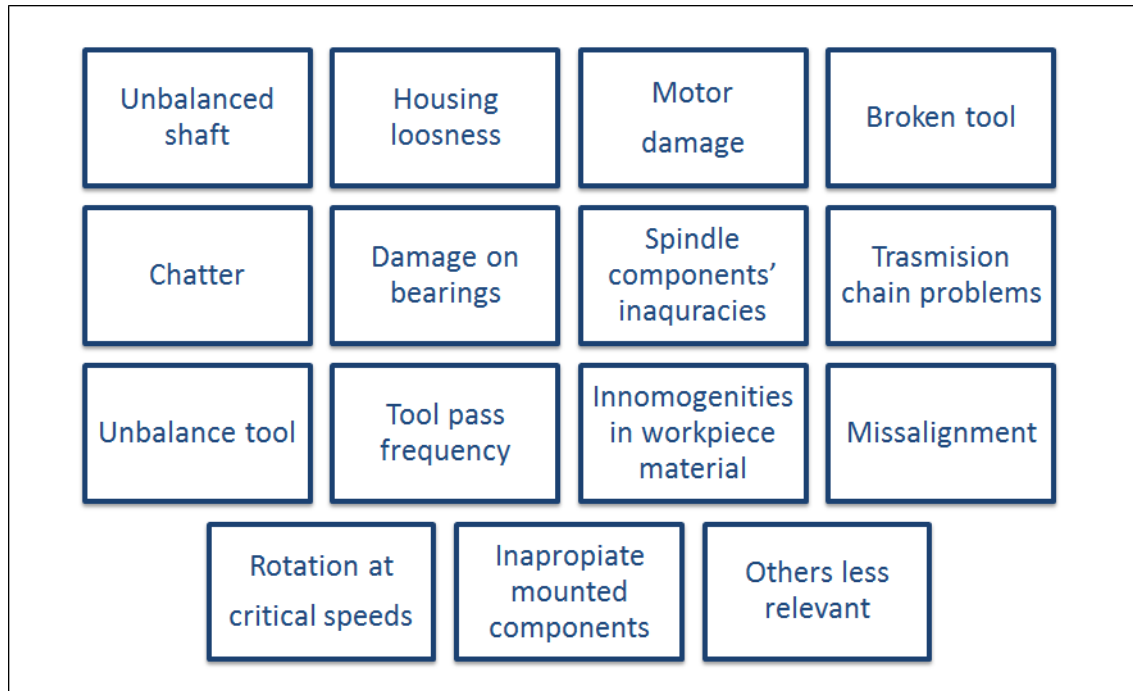 Unbalanced
shaft
Housing
loosness
Motor
damage
Broken tool
Chatter
Damage on
bearings
Spindle
components’
inaquracies
Trasmision
chain problems
Unbalance tool
Tool pass
frequency
Innomogenities
in workpiece
material
Missalignment
Rotation at
critical speeds
Inapropiate
mounted
components
Others less
relevant